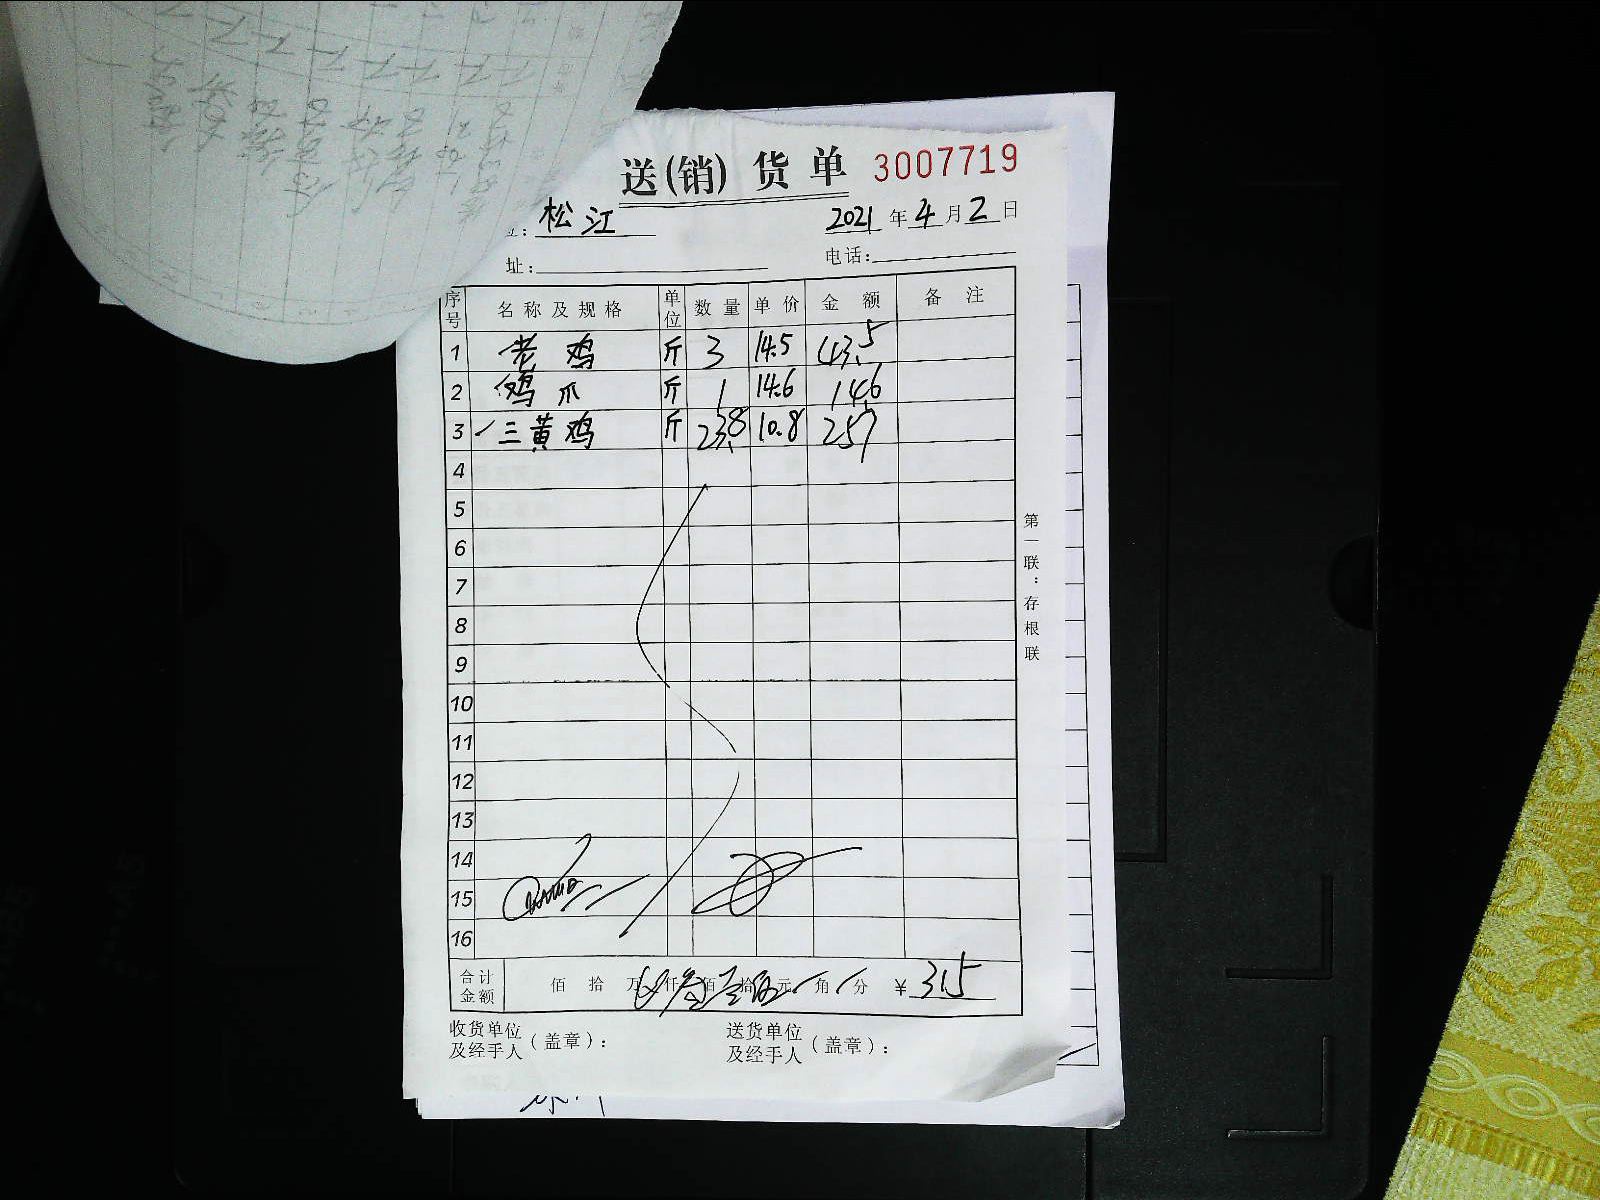 送(销)货单 3007719
松江 2021年4月2日
址: 电话:
序号 名称及规格 单位 数量 单价 金额 备注
1 老鸡 斤 3 14.5 43.5
2 鸡爪 斤 1 14.6 14.6
3 三黄鸡 斤 23.8 10.8 257
4
5
6
7
8
9
10
11
12
13
14
15
16
合计金额 佰拾万仟佰拾元角分 ¥315
收货单位及经手人(盖章): 送货单位及经手人(盖章):
第一联:存根联